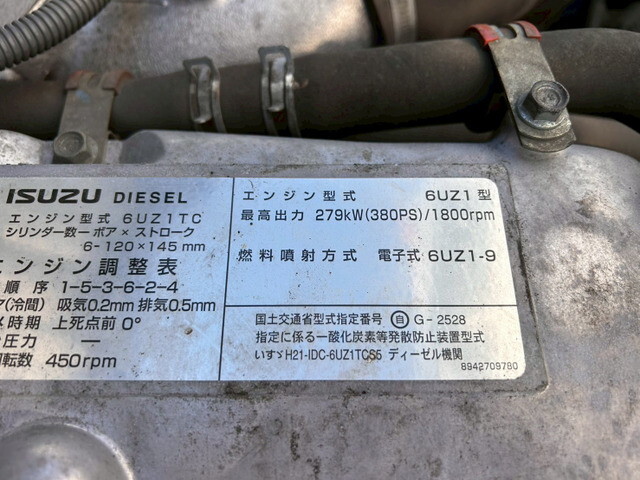 ISUZU DIESEL
エンジン型式 6UZ1TC
シリンダ数－ボア×ストローク
6-120×145mm
エンジン調整表
順序 1-5-3-6-2-4
(冷間) 吸気0.2mm 排気0.5mm
時期 上死点前0°
圧力 —
回転数 450rpm
エンジン型式 6UZ1型
最高出力 279kW(380PS)/1800rpm
燃料噴射方式 電子式 6UZ1-9
国土交通省型式指定番号 自 G-2528
指定に係る一酸化炭素等発散防止装置型式
いすゞH21-IDC-6UZ1TCS5 ディーゼル機関
8942709780